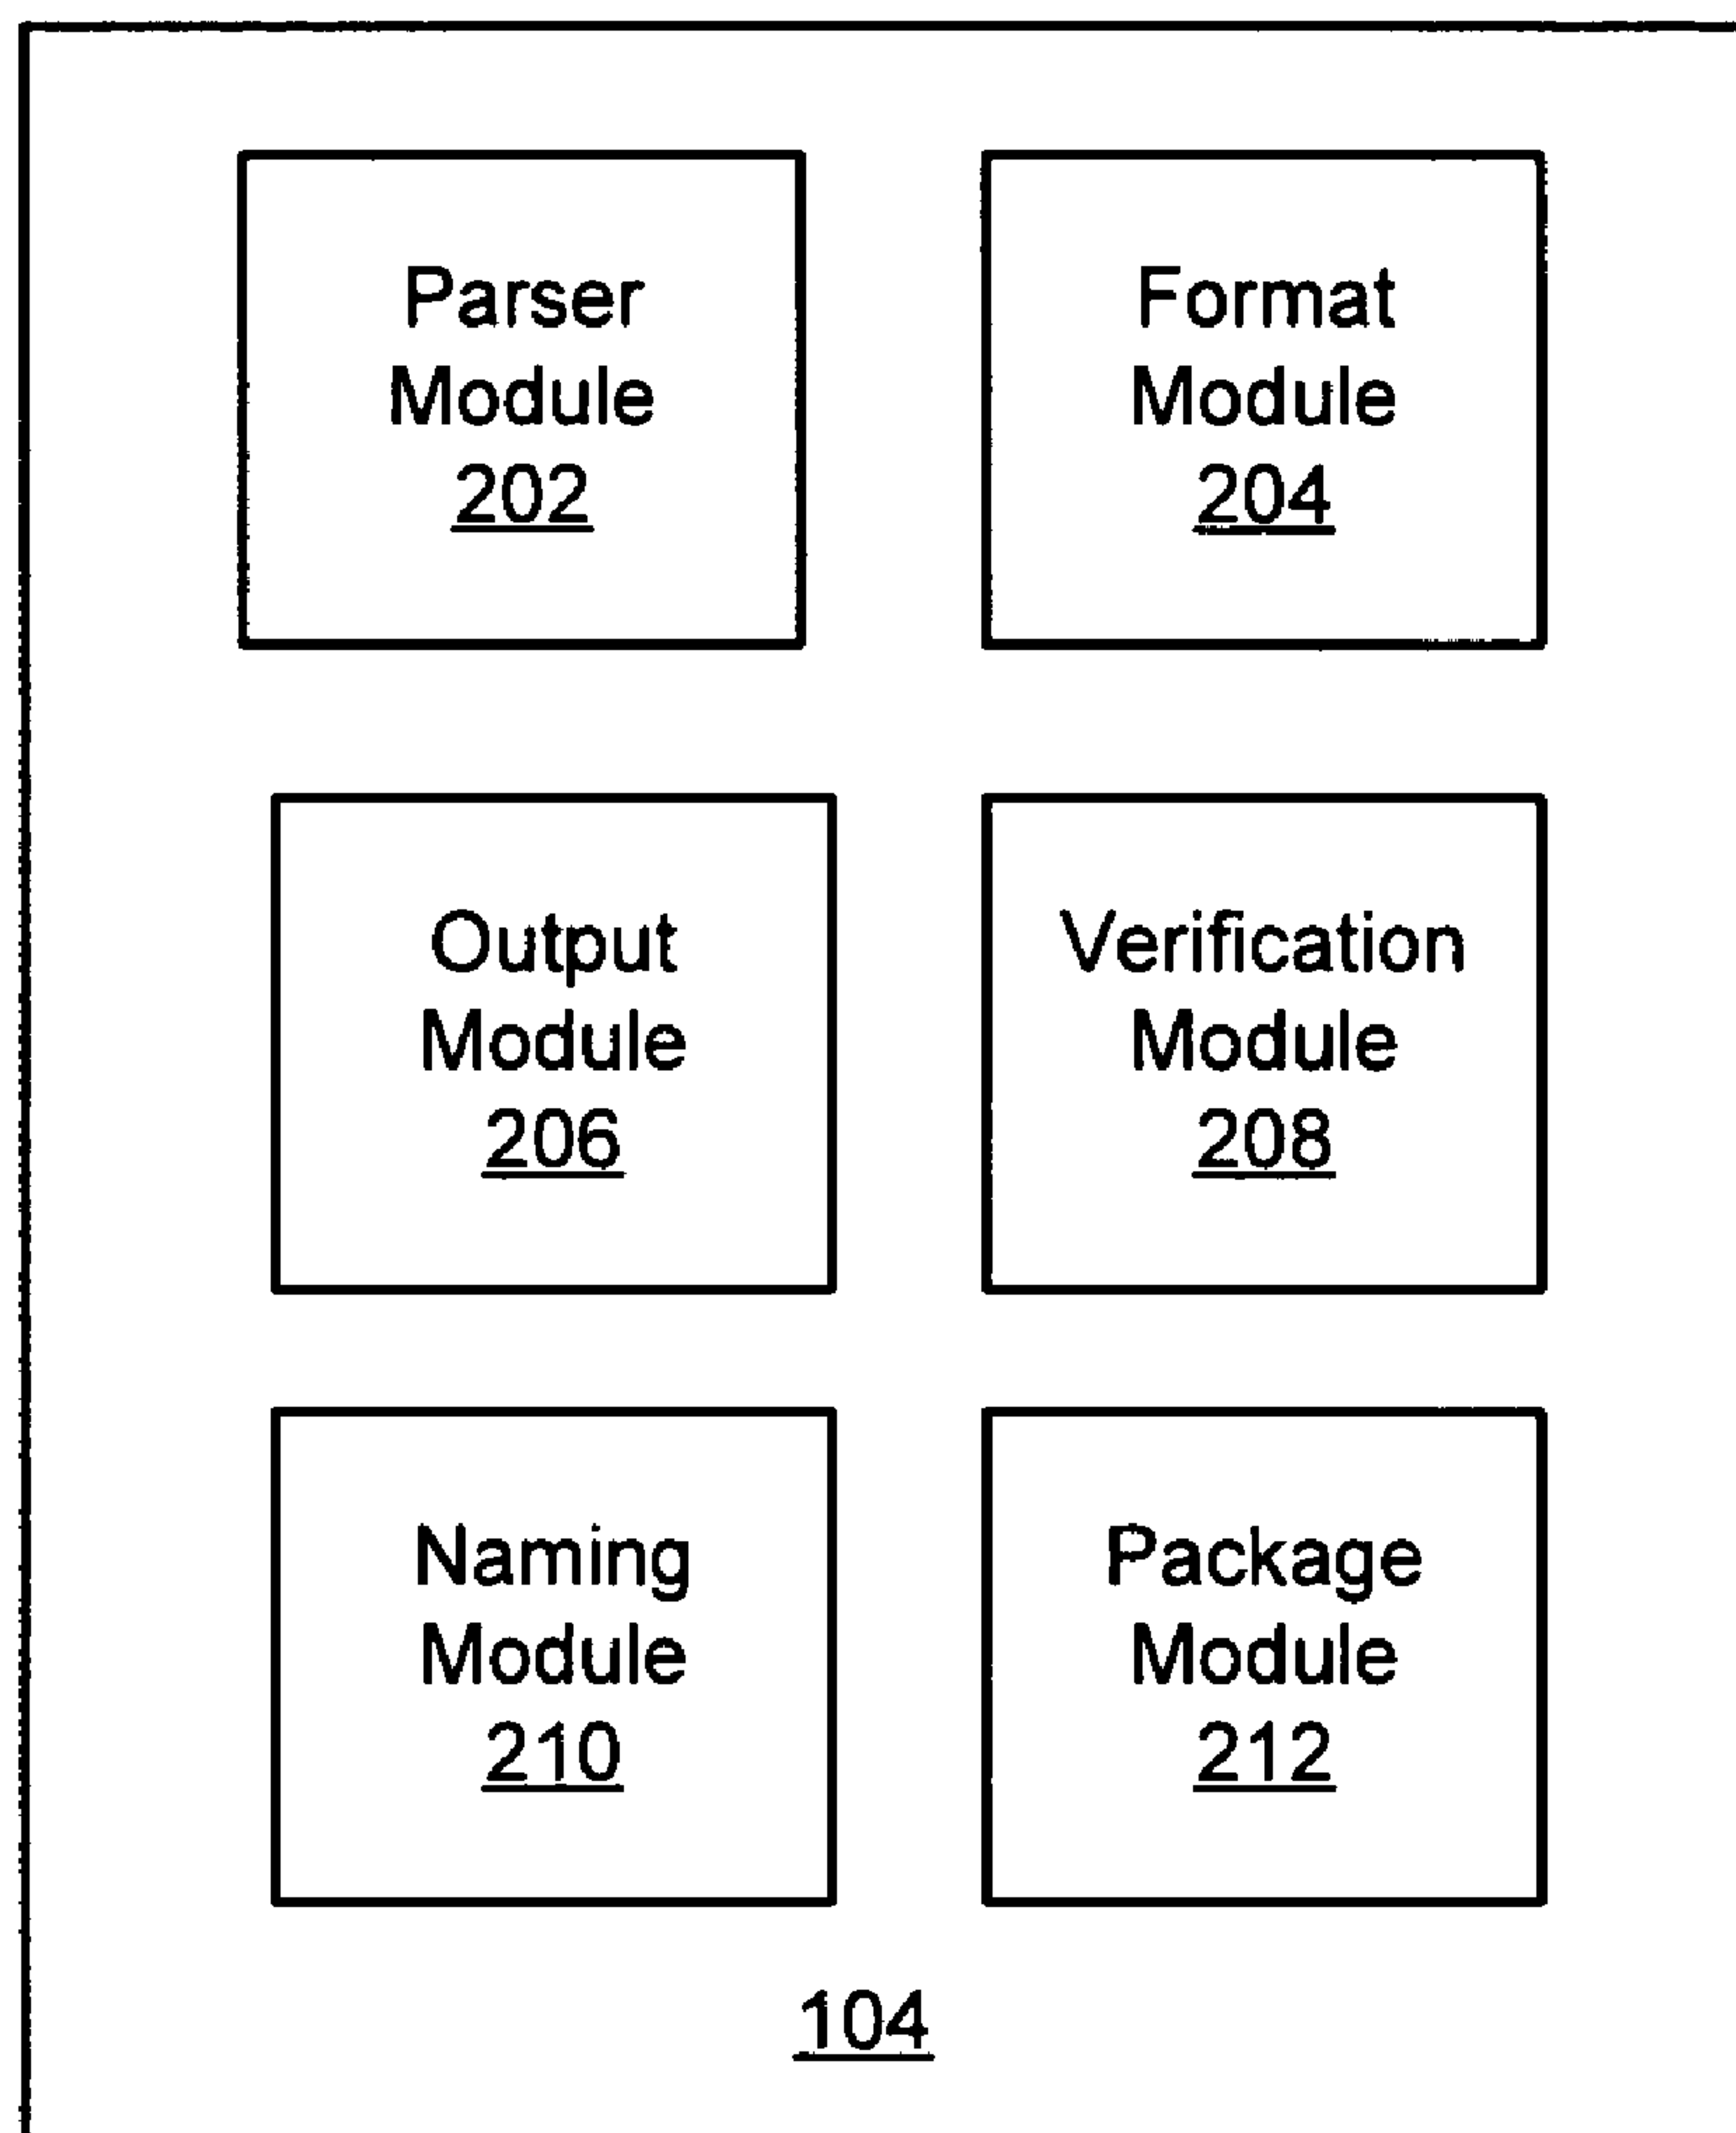 Parser
Module
202
Format
Module
204
Output
Module
206
Verification
Module
208
Naming
Module
210
Package
Module
212
104